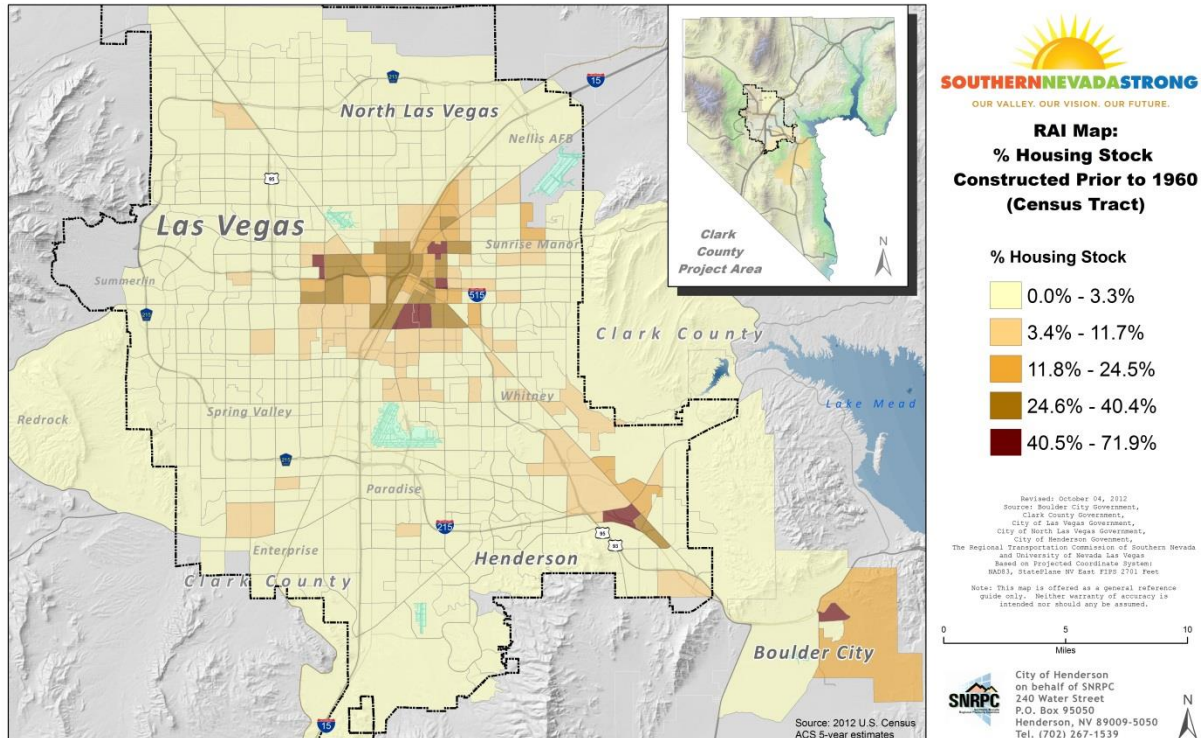 North Las Vegas
Nellis AFB
Las Vegas
Sunrise Manor
Summerlin
Clark County
Redrock
Spring Valley
Whitney
Lake Mead
Paradise
Enterprise
Henderson
Clark County
Boulder City
215
15
95
515
215
215
215
95
93
15
Source: 2012 U.S. Census
ACS 5-year estimates
Clark
County
Project Area
N
SOUTHERNNEVADASTRONG
OUR VALLEY. OUR VISION. OUR FUTURE.
RAI Map:
% Housing Stock
Constructed Prior to 1960
(Census Tract)
% Housing Stock
0.0% - 3.3%
3.4% - 11.7%
11.8% - 24.5%
24.6% - 40.4%
40.5% - 71.9%
Revised: October 04, 2012
Source: Boulder City Government,
Clark County Government,
City of Las Vegas Government,
City of North Las Vegas Government,
City of Henderson Govenment,
The Regional Transportation Commission of Southern Nevada
and University of Nevada Las Vegas
Based on Projected Coordinate System:
NAD83, StatePlane NV East FIPS 2701 Feet
Note: This map is offered as a general reference
guide only. Neither warranty of accuracy is
intended nor should any be assumed.
0 5 10
Miles
SNRPC
City of Henderson
on behalf of SNRPC
240 Water Street
P.O. Box 95050
Henderson, NV 89009-5050
Tel. (702) 267-1539
N